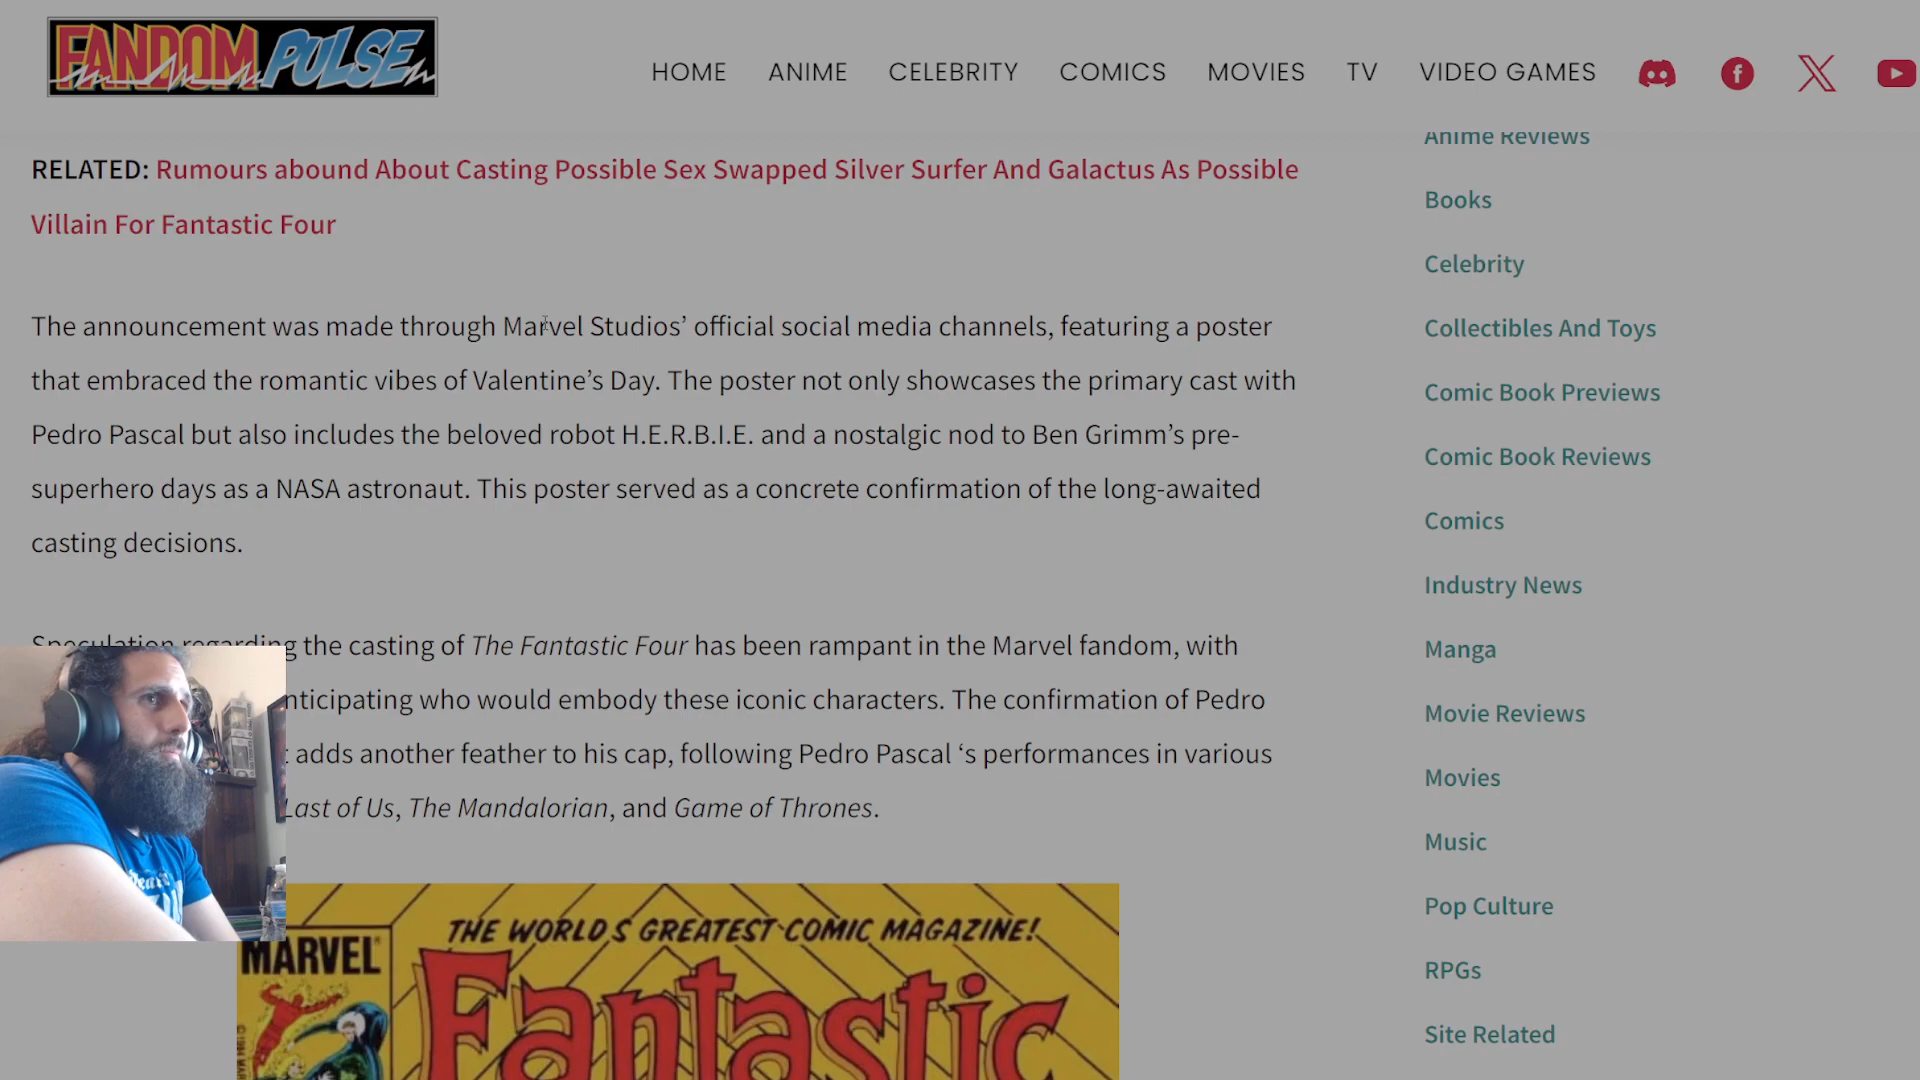 FANDOM PULSE
HOME ANIME CELEBRITY COMICS MOVIES TV VIDEO GAMES
RELATED: Rumours abound About Casting Possible Sex Swapped Silver Surfer And Galactus As Possible
Villain For Fantastic Four
The announcement was made through Marvel Studios’ official social media channels, featuring a poster
that embraced the romantic vibes of Valentine’s Day. The poster not only showcases the primary cast with
Pedro Pascal but also includes the beloved robot H.E.R.B.I.E. and a nostalgic nod to Ben Grimm’s pre-
superhero days as a NASA astronaut. This poster served as a concrete confirmation of the long-awaited
casting decisions.
Speculation regarding the casting of The Fantastic Four has been rampant in the Marvel fandom, with
nticipating who would embody these iconic characters. The confirmation of Pedro
adds another feather to his cap, following Pedro Pascal ‘s performances in various
Last of Us, The Mandalorian, and Game of Thrones.
THE WORLD'S GREATEST COMIC MAGAZINE!
MARVEL
Fantastic
Anime Reviews
Books
Celebrity
Collectibles And Toys
Comic Book Previews
Comic Book Reviews
Comics
Industry News
Manga
Movie Reviews
Movies
Music
Pop Culture
RPGs
Site Related